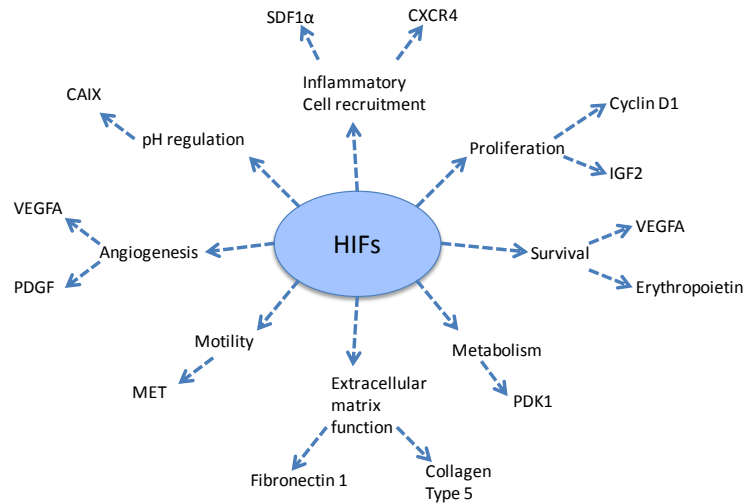 SDF1α
CXCR4
Inflammatory
Cell recruitment
CAIX
pH regulation
Cyclin D1
Proliferation
IGF2
VEGFA
Angiogenesis
PDGF
HIFs
VEGFA
Survival
Erythropoietin
Motility
MET
Metabolism
PDK1
Extracellular
matrix
function
Fibronectin 1
Collagen
Type 5